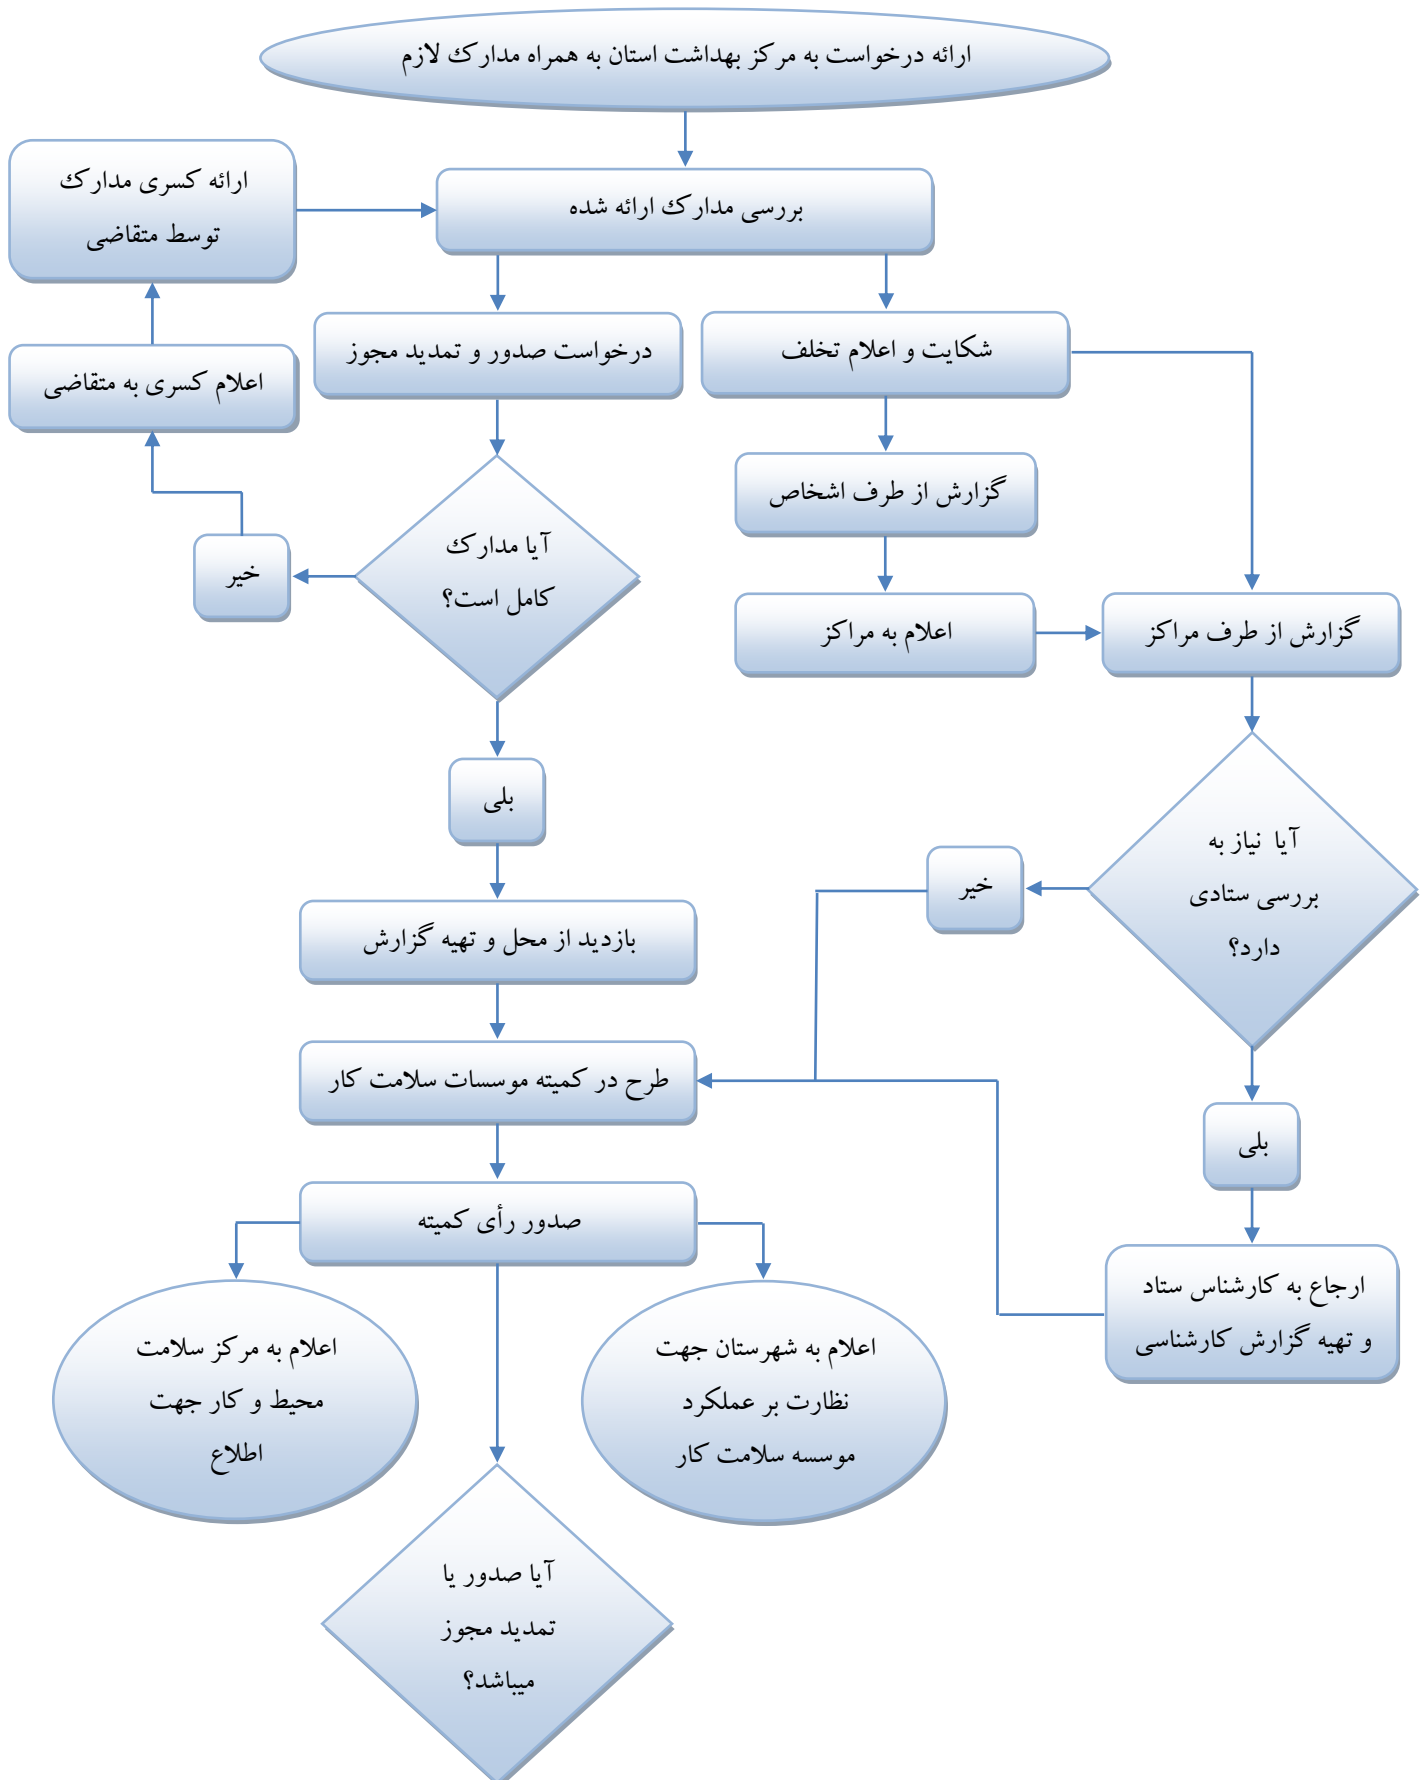 ارائه درخواست به مرکز بهداشت استان به همراه مدارک لازم
بررسی مدارک ارائه شده
ارائه کسری مدارک
توسط متقاضی
شکایت و اعلام تخلف
درخواست صدور و تمدید مجوز
اعلام کسری به متقاضی
گزارش از طرف اشخاص
آیا مدارک
کامل است؟
خیر
گزارش از طرف مراکز
اعلام به مراکز
بلی
آیا نیاز به
بررسی ستادی
دارد؟
خیر
بازدید از محل و تهیه گزارش
طرح در کمیته موسسات سلامت کار
بلی
صدور رأی کمیته
ارجاع به کارشناس ستاد
و تهیه گزارش کارشناسی
اعلام به شهرستان جهت
نظارت بر عملکرد
موسسه سلامت کار
اعلام به مرکز سلامت
محیط و کار جهت
اطلاع
آیا صدور یا
تمدید مجوز
میباشد؟